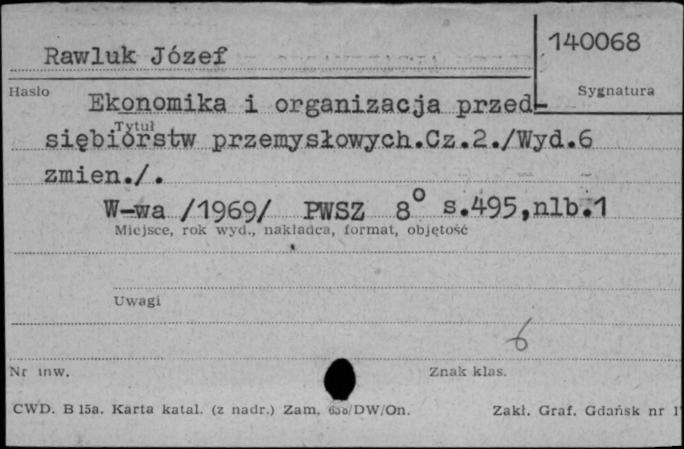 Rawluk Józef
140068
Hasło
Sygnatura
Ekonomika i organizacja przed-
Tytuł
siębiorstw przemysłowych.Cz.2./Wyd.6
zmien./.
W-wa /1969/ PWSZ 8° s.495,nlb.1
Miejsce, rok wyd., nakładca, format, objętość
Uwagi
6
Nr inw.
Znak klas.
CWD. B 15a. Karta katal. (z nadr.) Zam. /DW/On.
Zakł. Graf. Gdańsk nr 1